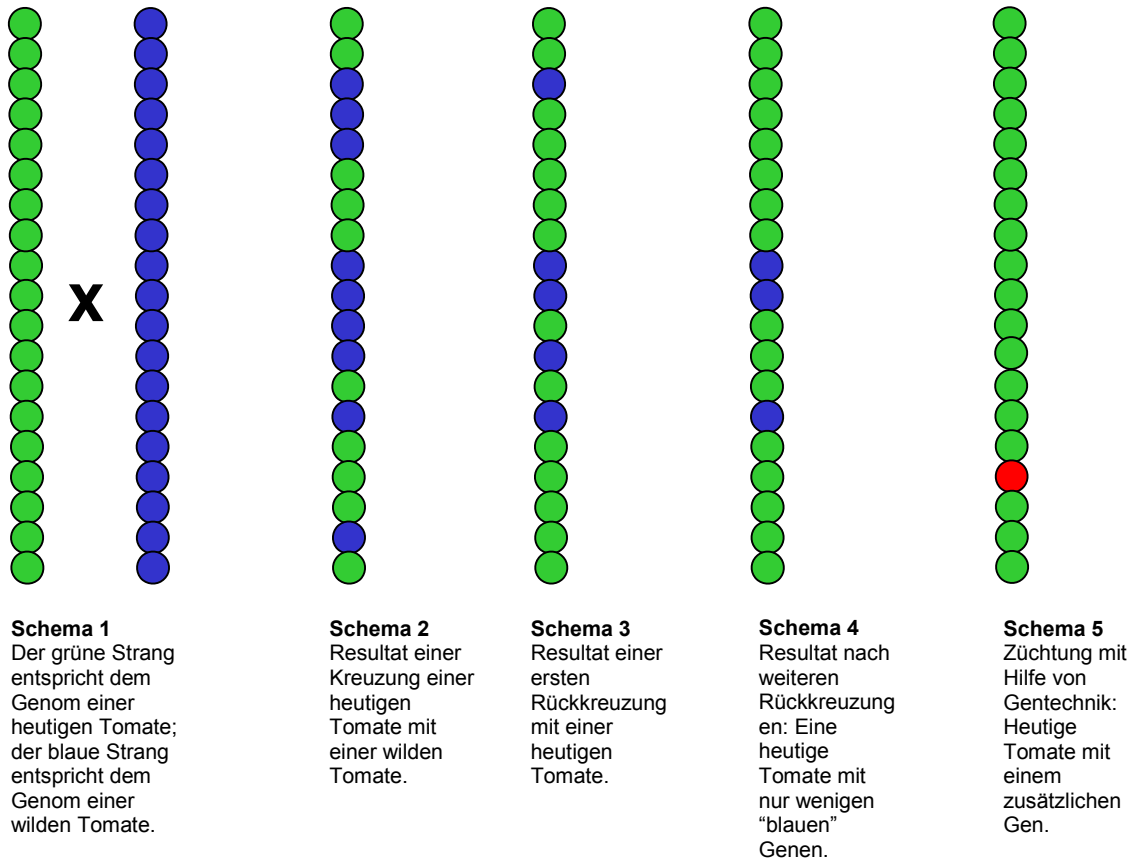 X
Schema 1
Der grüne Strang
entspricht dem
Genom einer
heutigen Tomate;
der blaue Strang
entspricht dem
Genom einer
wilden Tomate.
Schema 2
Resultat einer
Kreuzung einer
heutigen
Tomate mit
einer wilden
Tomate.
Schema 3
Resultat einer
ersten
Rückkreuzung
mit einer
heutigen
Tomate.
Schema 4
Resultat nach
weiteren
Rückkreuzung
en: Eine
heutige
Tomate mit
nur wenigen
“blauen”
Genen.
Schema 5
Züchtung mit
Hilfe von
Gentechnik:
Heutige
Tomate mit
einem
zusätzlichen
Gen.